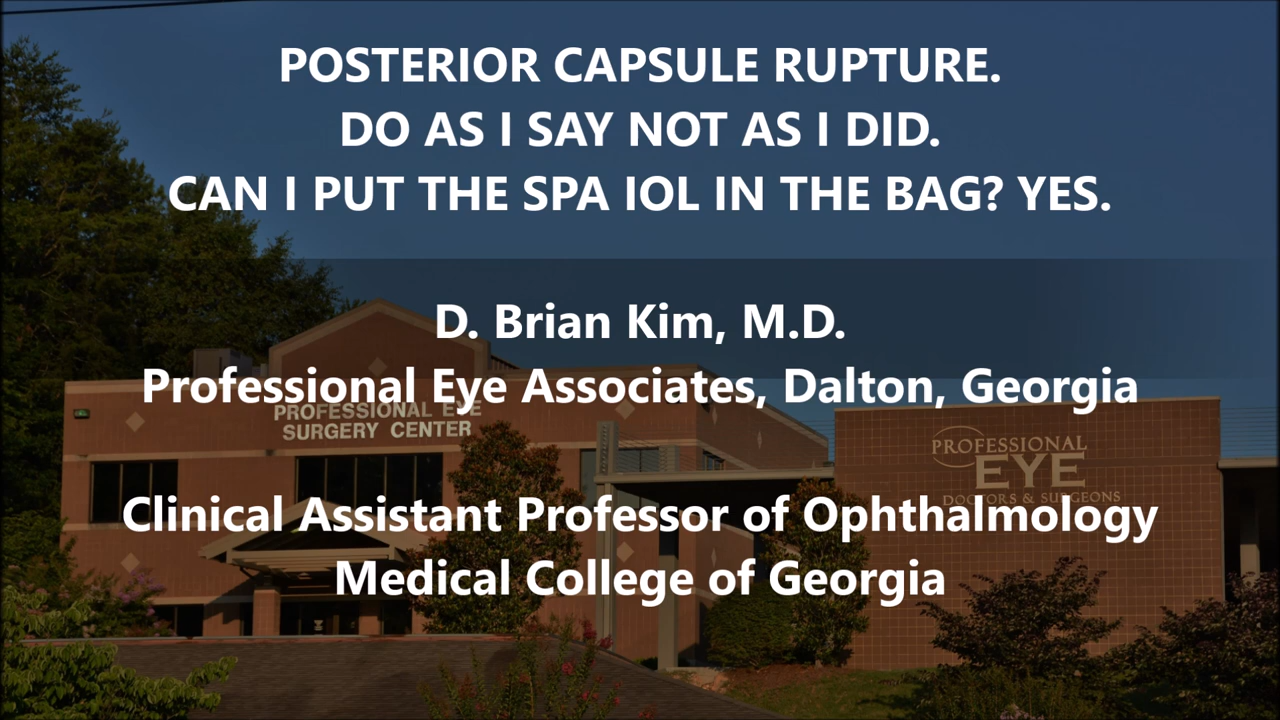 POSTERIOR CAPSULE RUPTURE.
DO AS I SAY NOT AS I DID.
CAN I PUT THE SPA IOL IN THE BAG? YES.
D. Brian Kim, M.D.
Professional Eye Associates, Dalton, Georgia
PROFESSIONAL EYE
SURGERY CENTER
PROFESSIONAL
EYE
DOCTORS & SURGEONS
Clinical Assistant Professor of Ophthalmology
Medical College of Georgia